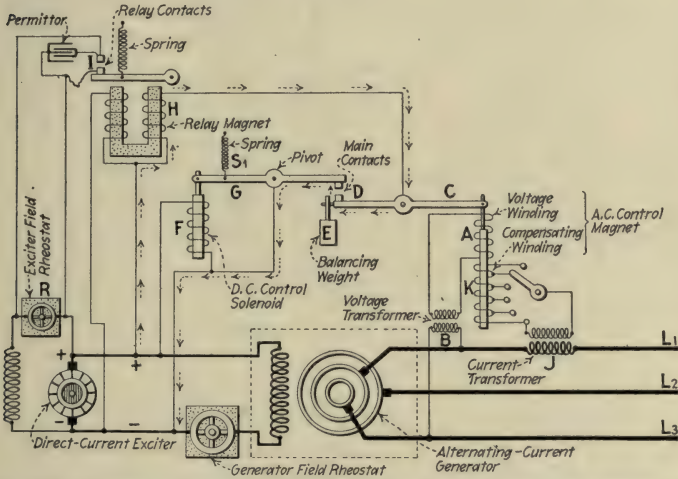 Permittor
Relay Contacts
Spring
I
H
Relay Magnet
Spring
S1
Pivot
Main
Contacts
G
D
C
F
E
Balancing
Weight
D.C. Control
Solenoid
Voltage
Winding
A
Compensating
Winding
A.C. Control
Magnet
K
Exciter Field
Rheostat
R
Voltage
Transformer
B
J
Current-
Transformer
L1
L2
L3
+
+
-
-
Direct-Current Exciter
Generator Field Rheostat
Alternating-Current
Generator